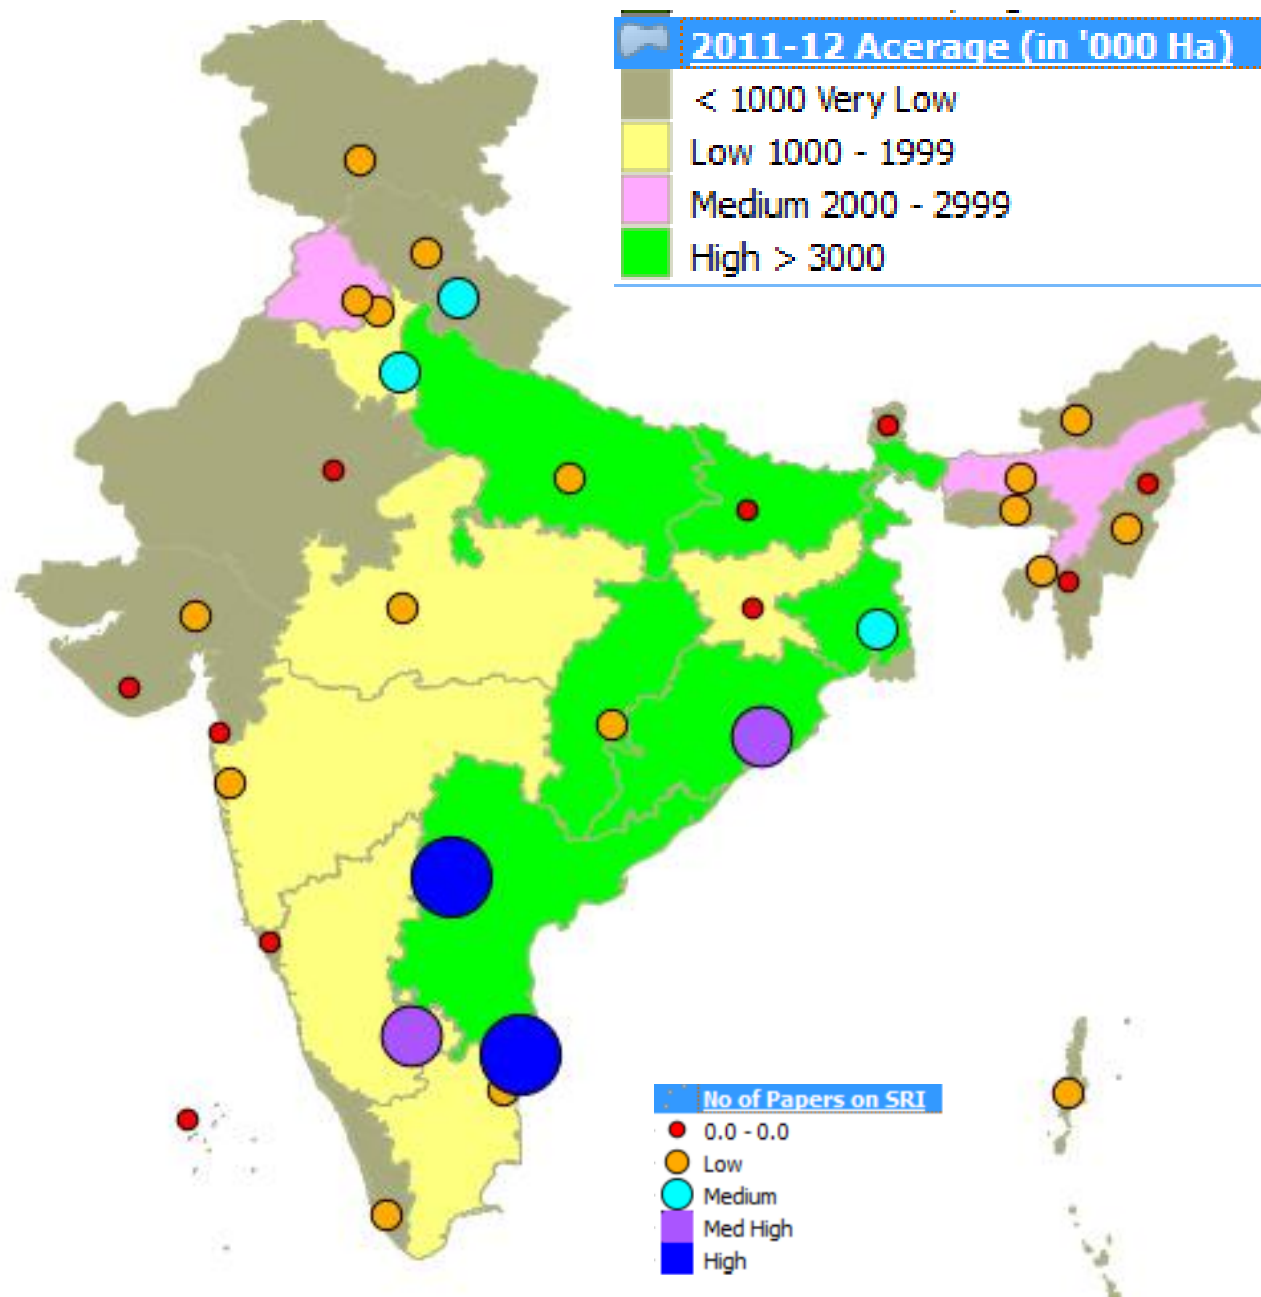 2011-12 Acerage (in '000 Ha)
< 1000 Very Low
Low 1000 - 1999
Medium 2000 - 2999
High > 3000
No of Papers on SRI
0.0 - 0.0
Low
Medium
Med High
High